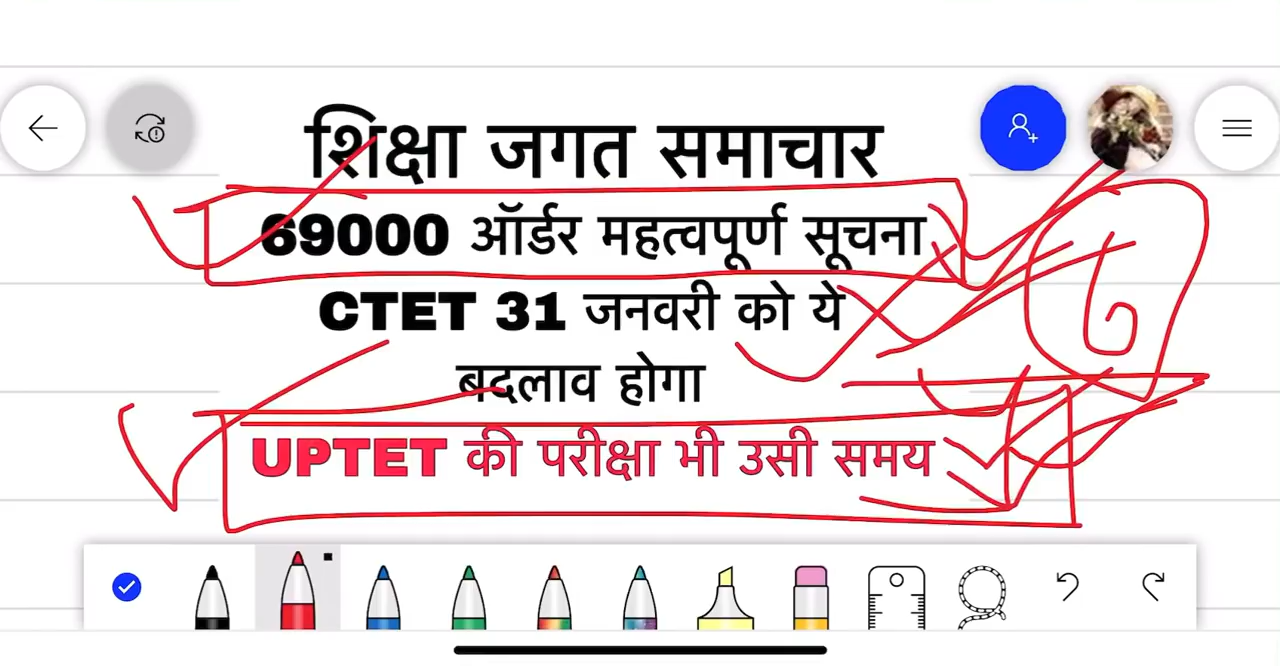 शिक्षा जगत समाचार
69000 ऑर्डर महत्वपूर्ण सूचना
CTET 31 जनवरी को ये
बदलाव होगा
UPTET की परीक्षा भी उसी समय